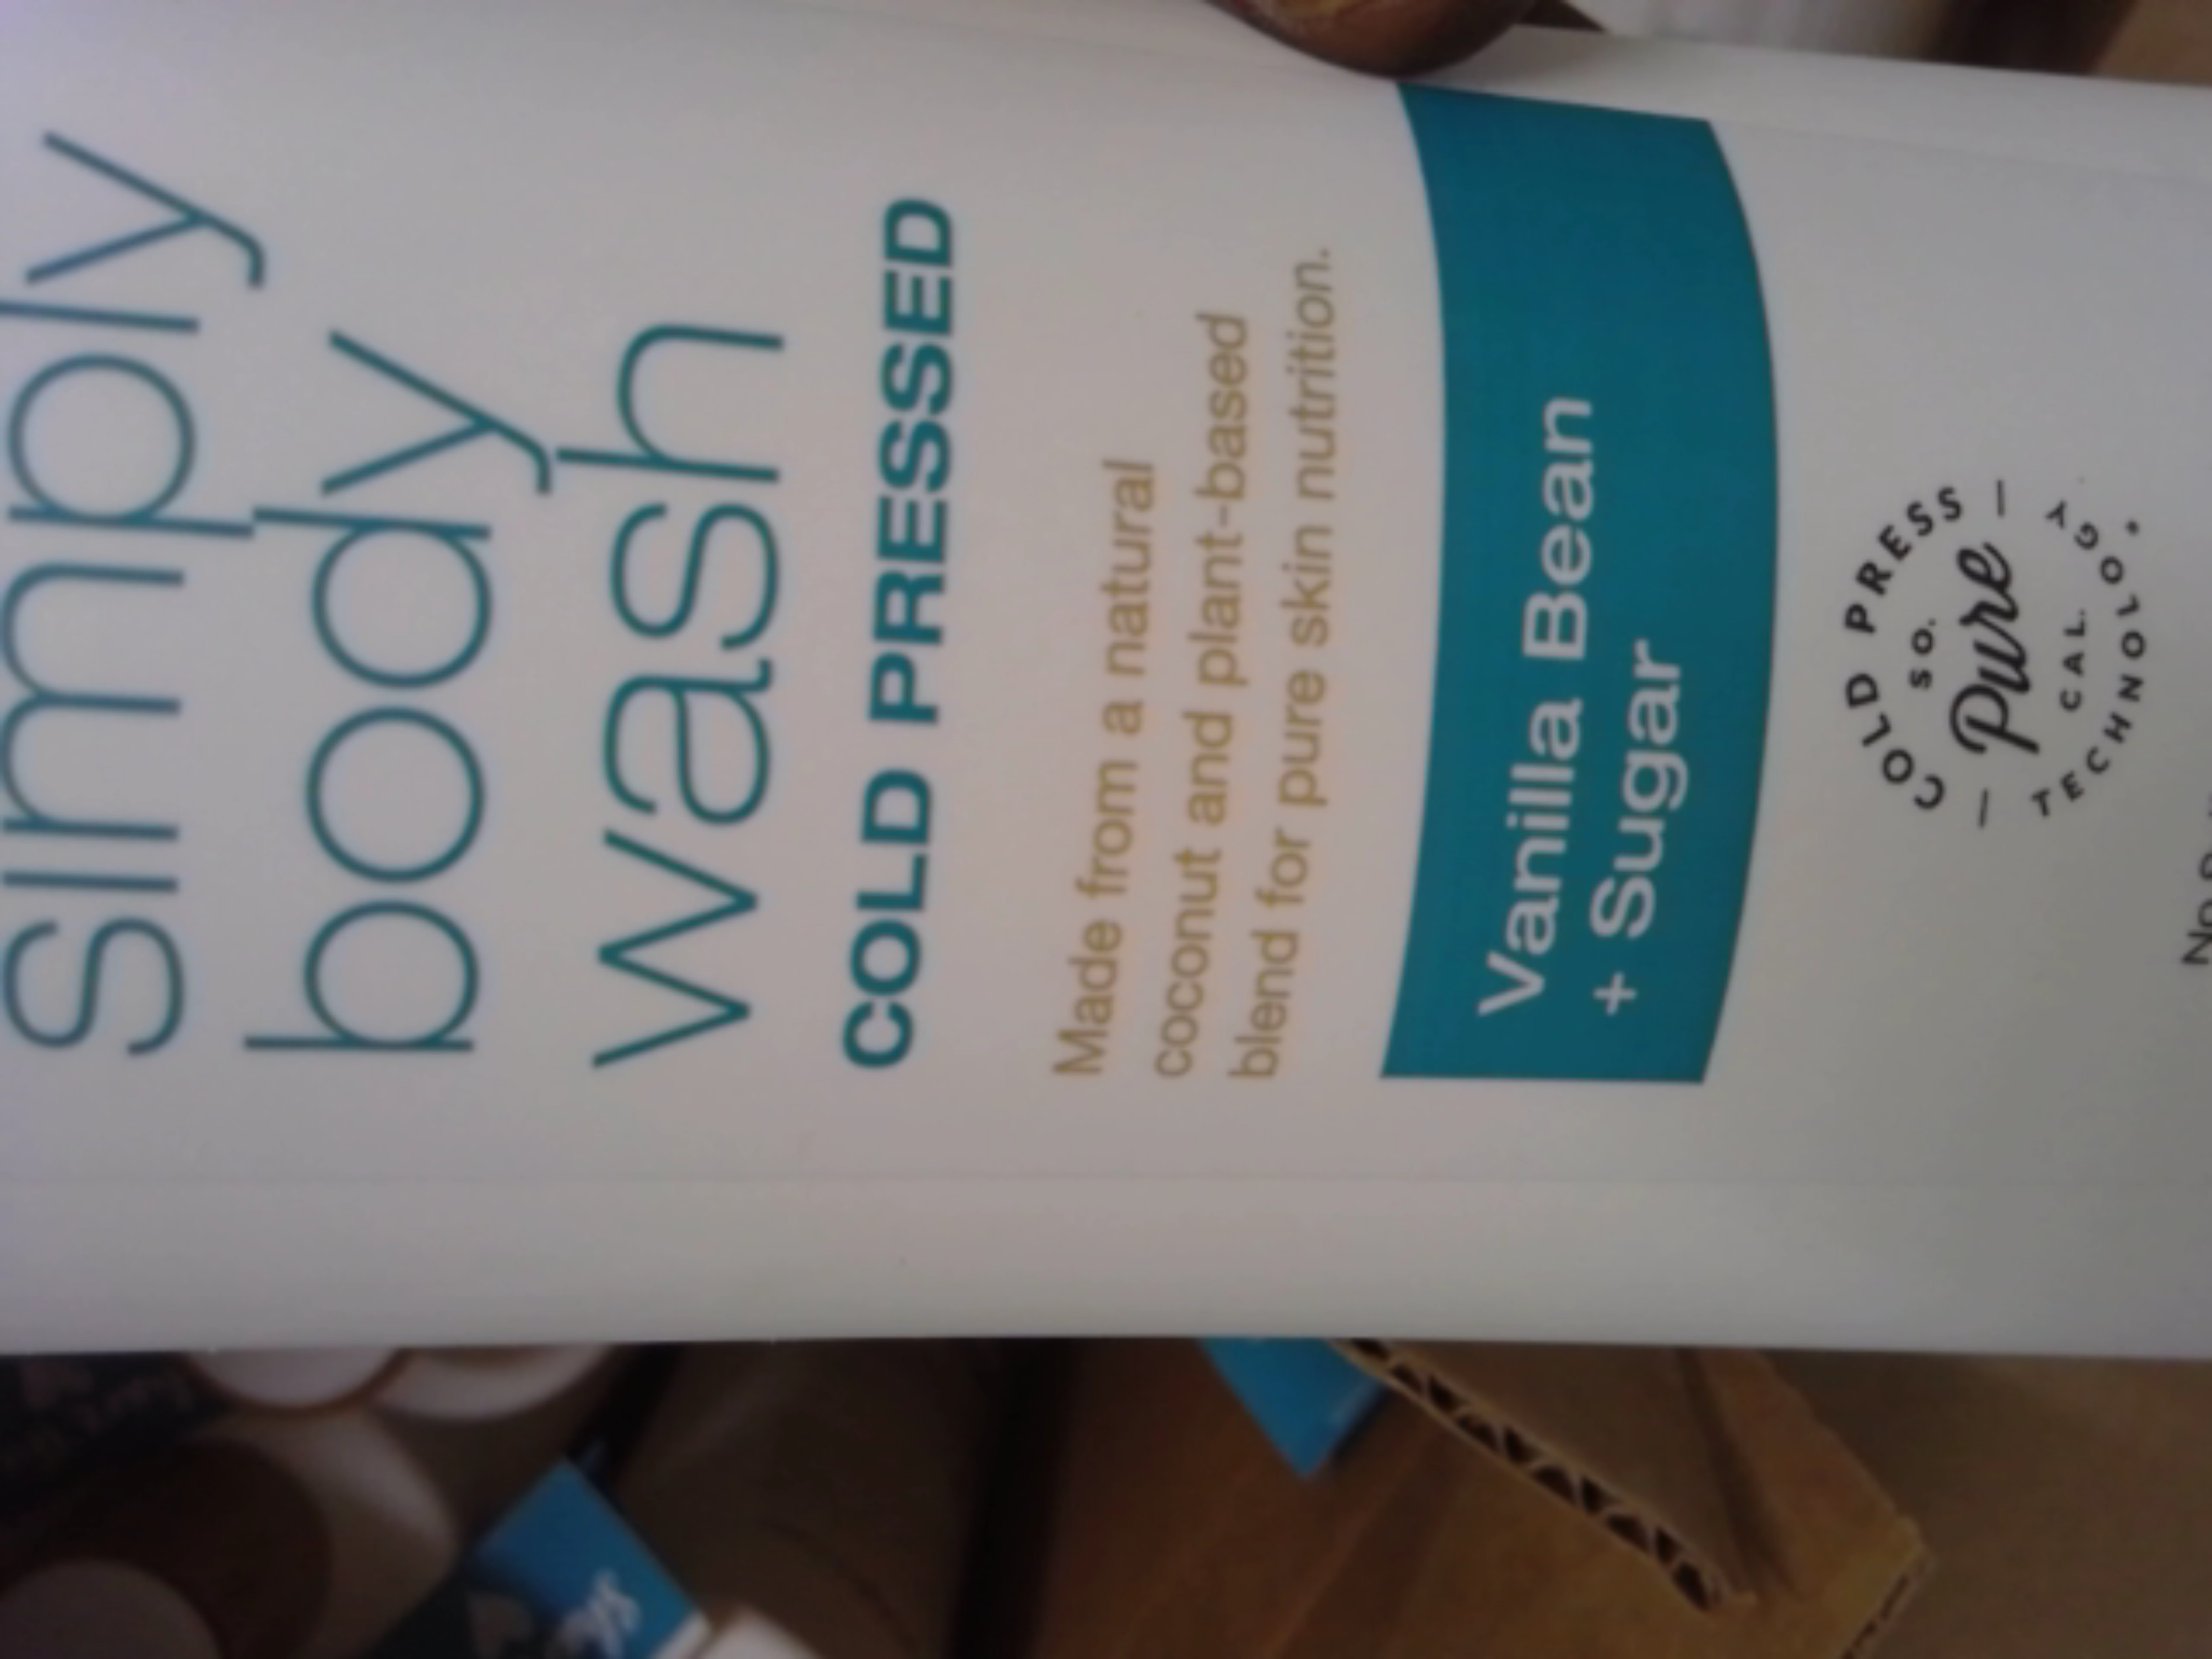 simply
body
wash
COLD PRESSED
Made from a natural
coconut and plant-based
blend for pure skin nutrition.
Vanilla Bean
+ Sugar
COLD PRESS
SO.
Pure
CAL.
TECHNOLOGY
No